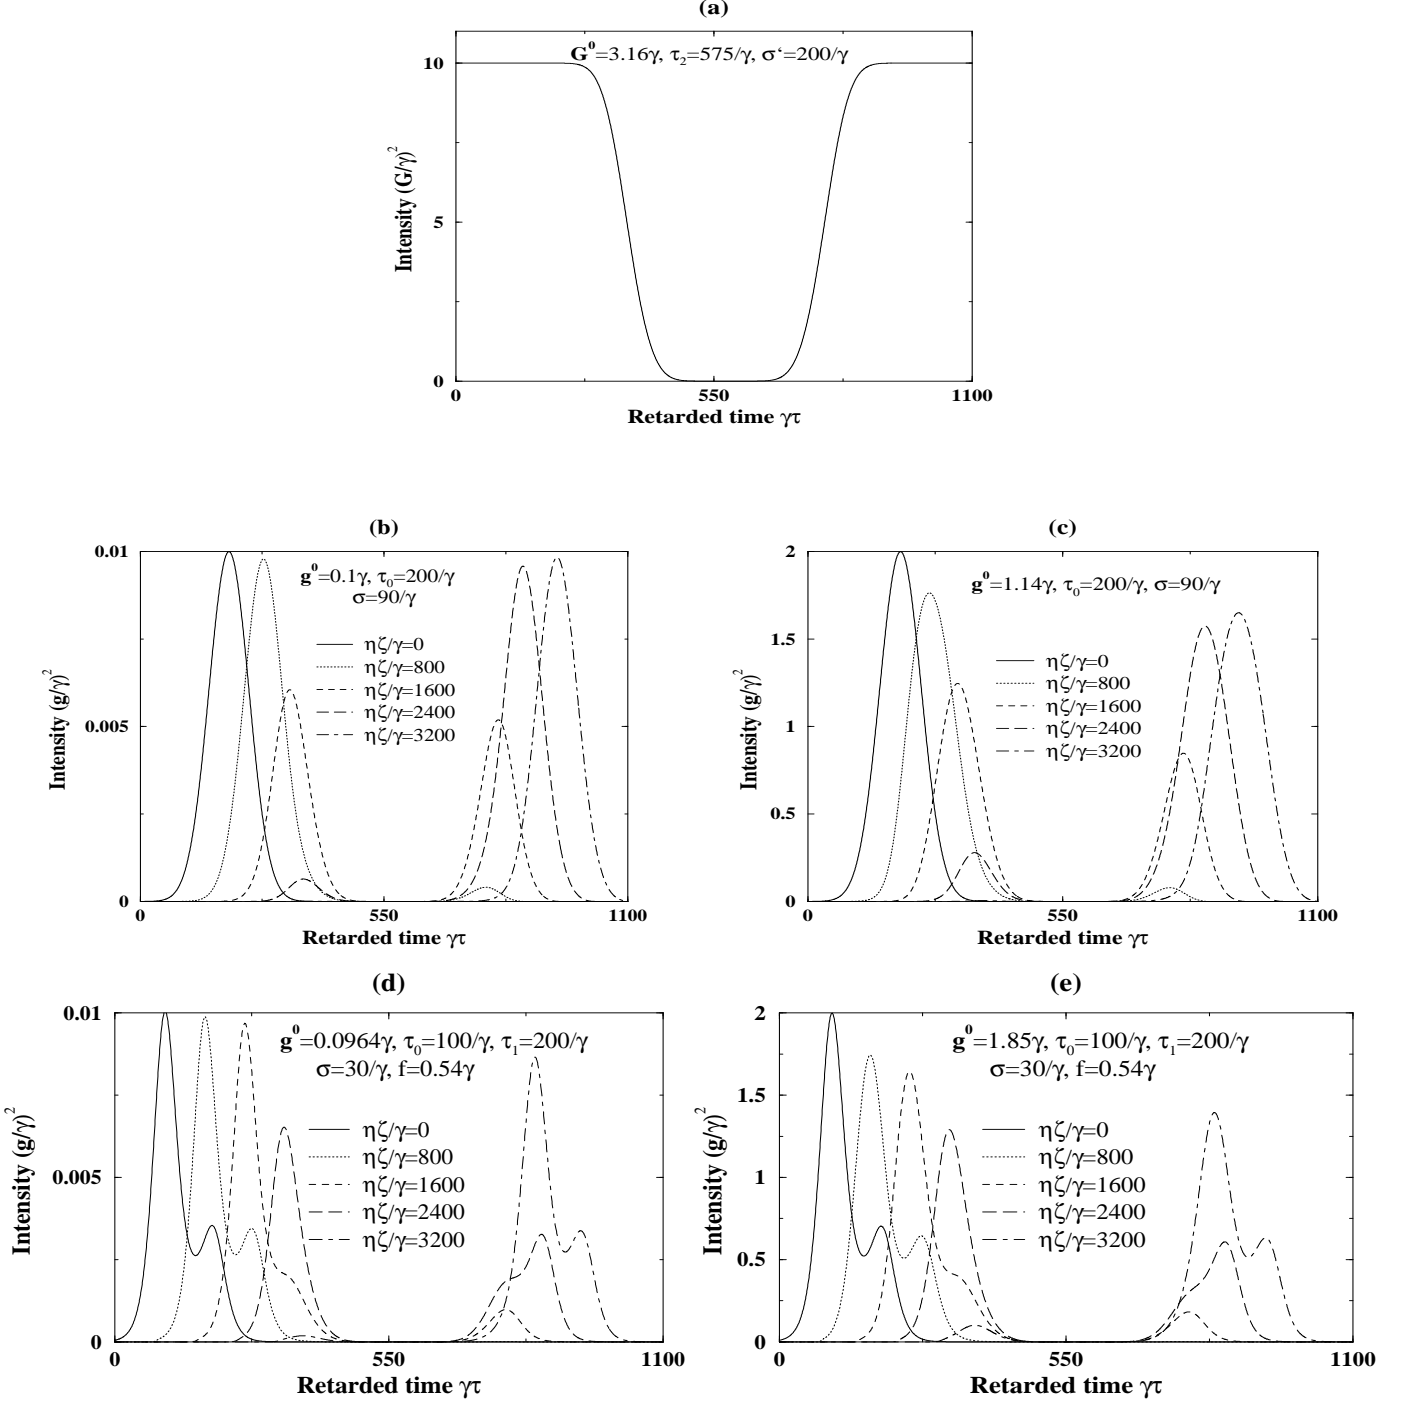 (a)
G⁰=3.16γ, τ₂=575/γ, σ‘=200/γ
Intensity (G/γ)²
10
5
0
0 550 1100
Retarded time γτ
(b)
g⁰=0.1γ, τ₀=200/γ
σ=90/γ
ηζ/γ=0
ηζ/γ=800
ηζ/γ=1600
ηζ/γ=2400
ηζ/γ=3200
Intensity (g/γ)²
0.01
0.005
0
0 550 1100
Retarded time γτ
(c)
g⁰=1.14γ, τ₀=200/γ, σ=90/γ
ηζ/γ=0
ηζ/γ=800
ηζ/γ=1600
ηζ/γ=2400
ηζ/γ=3200
Intensity (g/γ)²
2
1.5
1
0.5
0
0 550 1100
Retarded time γτ
(d)
g⁰=0.0964γ, τ₀=100/γ, τ₁=200/γ
σ=30/γ, f=0.54γ
ηζ/γ=0
ηζ/γ=800
ηζ/γ=1600
ηζ/γ=2400
ηζ/γ=3200
Intensity (g/γ)²
0.01
0.005
0
0 550 1100
Retarded time γτ
(e)
g⁰=1.85γ, τ₀=100/γ, τ₁=200/γ
σ=30/γ, f=0.54γ
ηζ/γ=0
ηζ/γ=800
ηζ/γ=1600
ηζ/γ=2400
ηζ/γ=3200
Intensity (g/γ)²
2
1.5
1
0.5
0
0 550 1100
Retarded time γτ